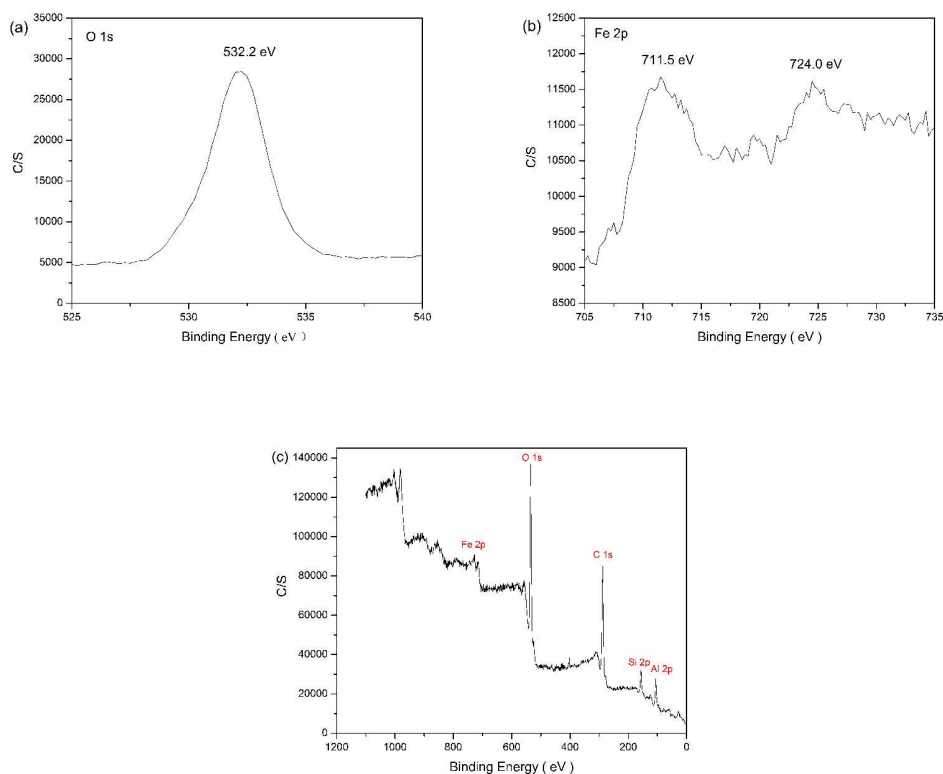 (a)
O 1s
532.2 eV
35000
30000
25000
20000
15000
10000
5000
0
C/S
525 530 535 540
Binding Energy ( eV )
(b)
Fe 2p
711.5 eV
724.0 eV
12500
12000
11500
11000
10500
10000
9500
9000
8500
C/S
705 710 715 720 725 730 735
Binding Energy ( eV )
(c)
O 1s
Fe 2p
C 1s
Si 2p
Al 2p
140000
120000
100000
80000
60000
40000
20000
0
C/S
1200 1000 800 600 400 200 0
Binding Energy ( eV )